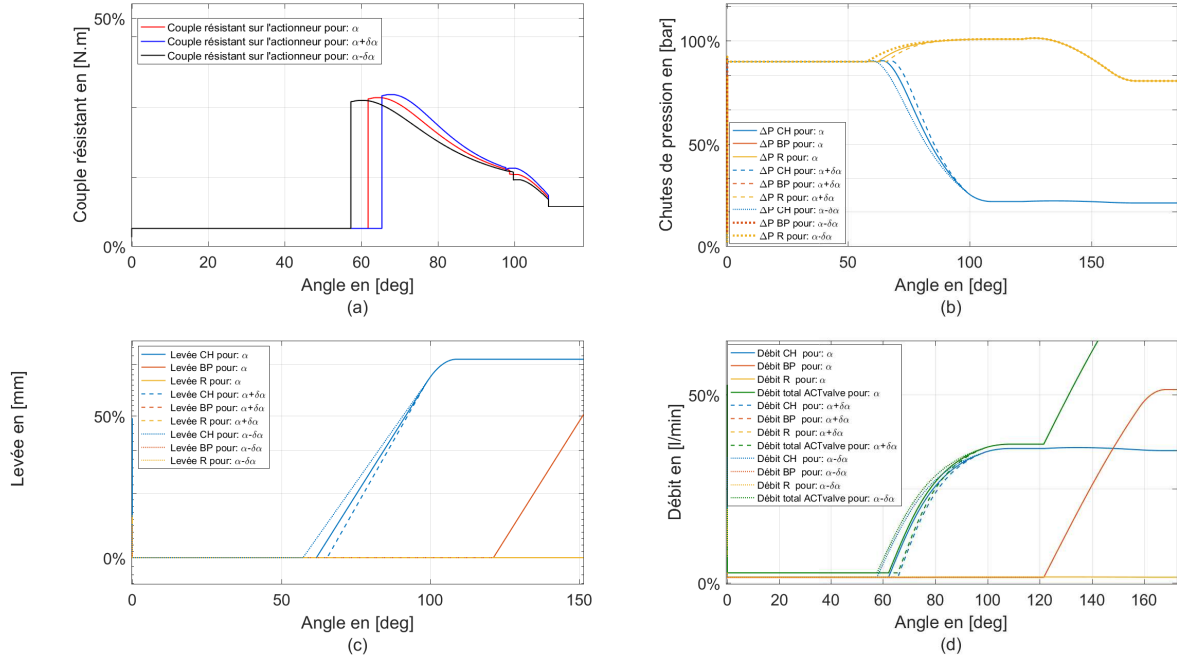 50%
0%
Couple résistant en [N.m]
Couple résistant sur l'actionneur pour: α
Couple résistant sur l'actionneur pour: α+δα
Couple résistant sur l'actionneur pour: α-δα
0 20 40 60 80 100
Angle en [deg]
(a)
100%
50%
0%
Chutes de pression en [bar]
ΔP CH pour: α
ΔP BP pour: α
ΔP R pour: α
ΔP CH pour: α+δα
ΔP BP pour: α+δα
ΔP R pour: α+δα
ΔP CH pour: α-δα
ΔP BP pour: α-δα
ΔP R pour: α-δα
0 50 100 150
Angle en [deg]
(b)
50%
0%
Levée en [mm]
Levée CH pour: α
Levée BP pour: α
Levée R pour: α
Levée CH pour: α+δα
Levée BP pour: α+δα
Levée R pour: α+δα
Levée CH pour: α-δα
Levée BP pour: α-δα
Levée R pour: α-δα
0 50 100 150
Angle en [deg]
(c)
50%
0%
Débit en [l/min]
Débit CH pour: α
Débit BP pour: α
Débit R pour: α
Débit total ACTvalve pour: α
Débit CH pour: α+δα
Débit BP pour: α+δα
Débit R pour: α+δα
Débit total ACTvalve pour: α+δα
Débit CH pour: α-δα
Débit BP pour: α-δα
Débit R pour: α-δα
Débit total ACTvalve pour: α-δα
0 20 40 60 80 100 120 140 160
Angle en [deg]
(d)